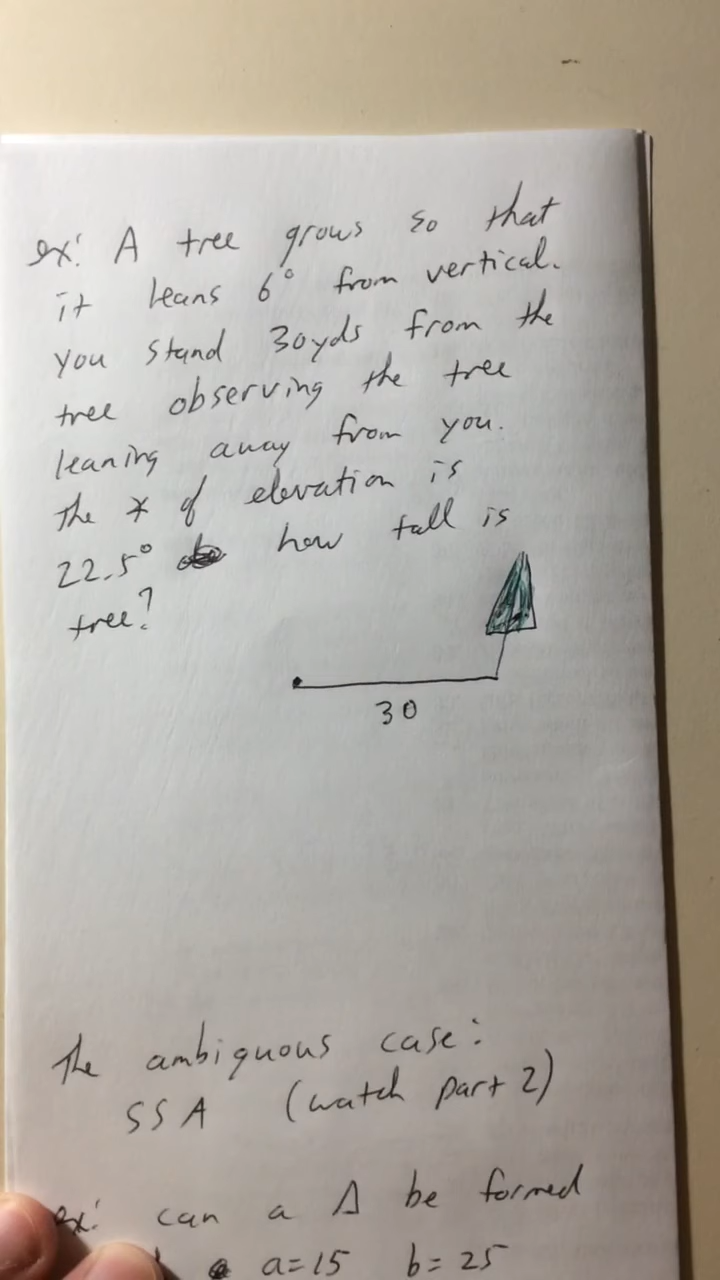 ex: A tree grows so that
it leans 6° from vertical.
you stand 30yds from the
tree observing the tree
leaning away from you.
the ∡ of elevation is
22.5° how tall is
tree?
30
The ambiguous case:
SSA (watch part 2)
ex: can a Δ be formed
a=15 b=25